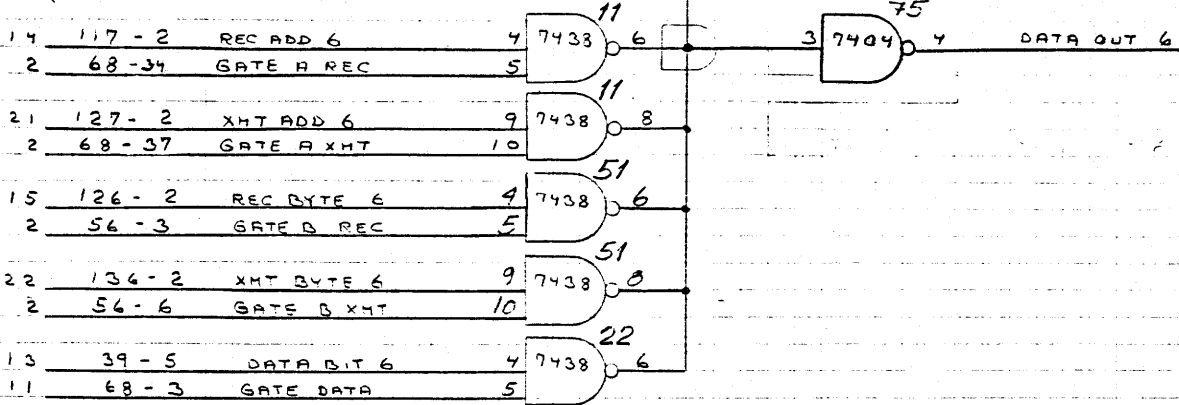 11 75
14 117-2 REC ADD 6 4 7438 6 3 7404 4 DATA OUT 6
2 68-34 GATE A REC 5
11
21 127-2 XMT ADD 6 9 7438 8
2 68-37 GATE A XMT 10
51
15 126-2 REC BYTE 6 4 7438 6
2 56-3 GATE B REC 5
51
22 136-2 XMT BYTE 6 9 7438 8
2 56-6 GATE B XMT 10
22
13 39-5 DATA BIT 6 4 7438 6
11 68-3 GATE DATA 5